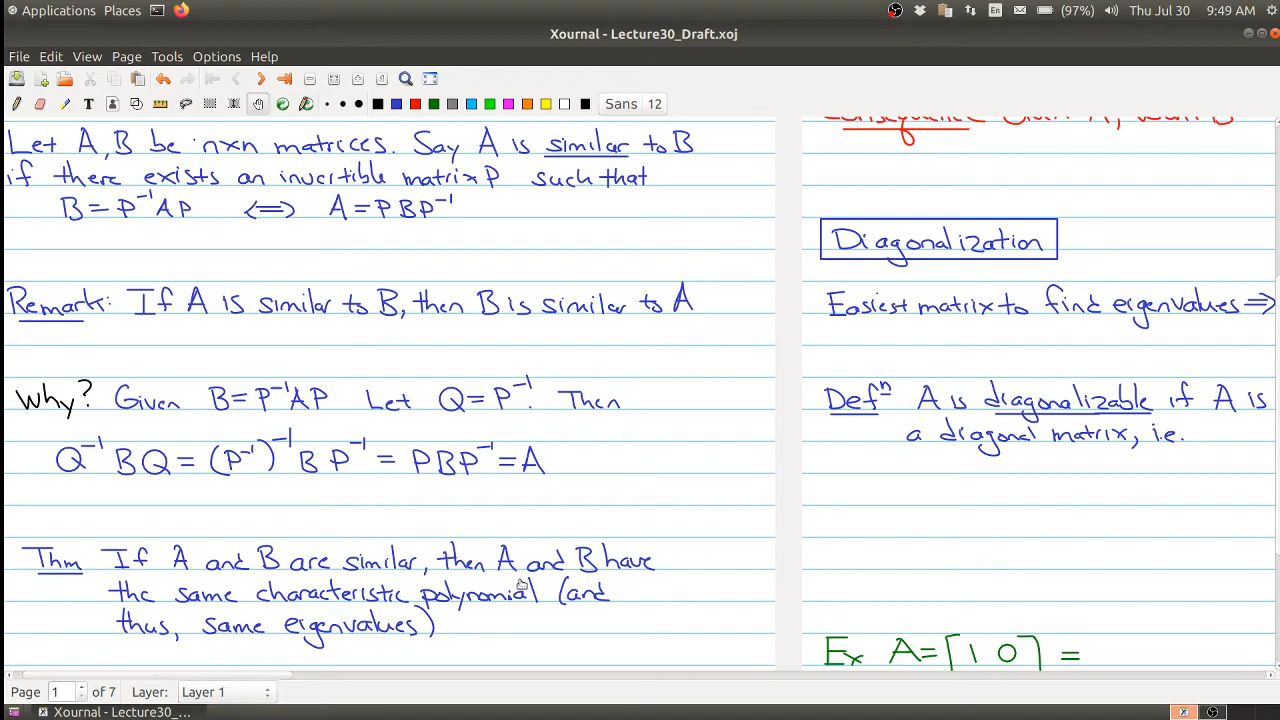 Applications Places En (97%) Thu Jul 30 9:49 AM
Xournal - Lecture30_Draft.xoj
File Edit View Page Tools Options Help
Sans 12
Let A, B be n×n matrices. Say A is similar to B
if there exists an invertible matrix P such that
B = P⁻¹AP ⟺ A = PBP⁻¹
Remark: If A is similar to B, then B is similar to A
Why? Given B = P⁻¹AP Let Q = P⁻¹. Then
Q⁻¹BQ = (P⁻¹)⁻¹BP⁻¹ = PBP⁻¹ = A
Thm If A and B are similar, then A and B have
the same characteristic polynomial (and
thus, same eigenvalues)
Diagonalization
Easiest matrix to find eigenvalues ⇒
Defⁿ A is diagonalizable if A is
a diagonal matrix, i.e.
Ex A = [1 0] =
Page 1 of 7 Layer: Layer 1
Xournal - Lecture30_...